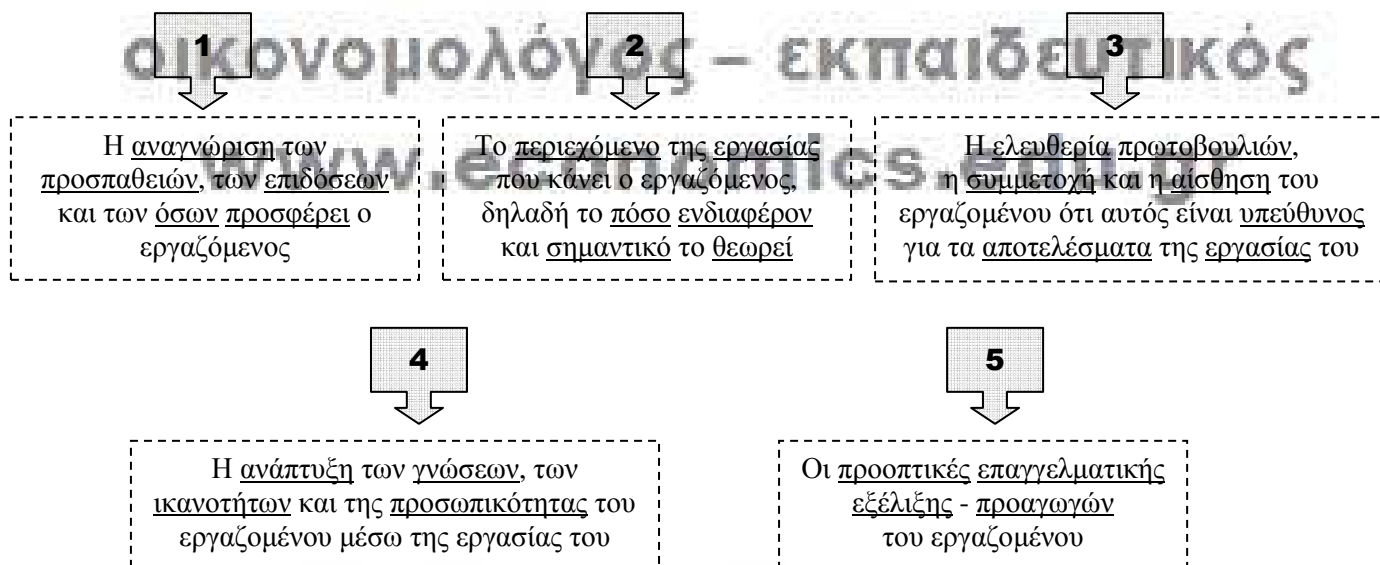 1
2
3
οικονομολόγος – εκπαιδευτικός
www.economics.edu.gr
Η αναγνώριση των
προσπαθειών, των επιδόσεων
και των όσων προσφέρει ο
εργαζόμενος
Το περιεχόμενο της εργασίας
που κάνει ο εργαζόμενος,
δηλαδή το πόσο ενδιαφέρον
και σημαντικό το θεωρεί
Η ελευθερία πρωτοβουλιών,
η συμμετοχή και η αίσθηση του
εργαζομένου ότι αυτός είναι υπεύθυνος
για τα αποτελέσματα της εργασίας του
4
5
Η ανάπτυξη των γνώσεων, των
ικανοτήτων και της προσωπικότητας του
εργαζομένου μέσω της εργασίας του
Οι προοπτικές επαγγελματικής
εξέλιξης - προαγωγών
του εργαζομένου